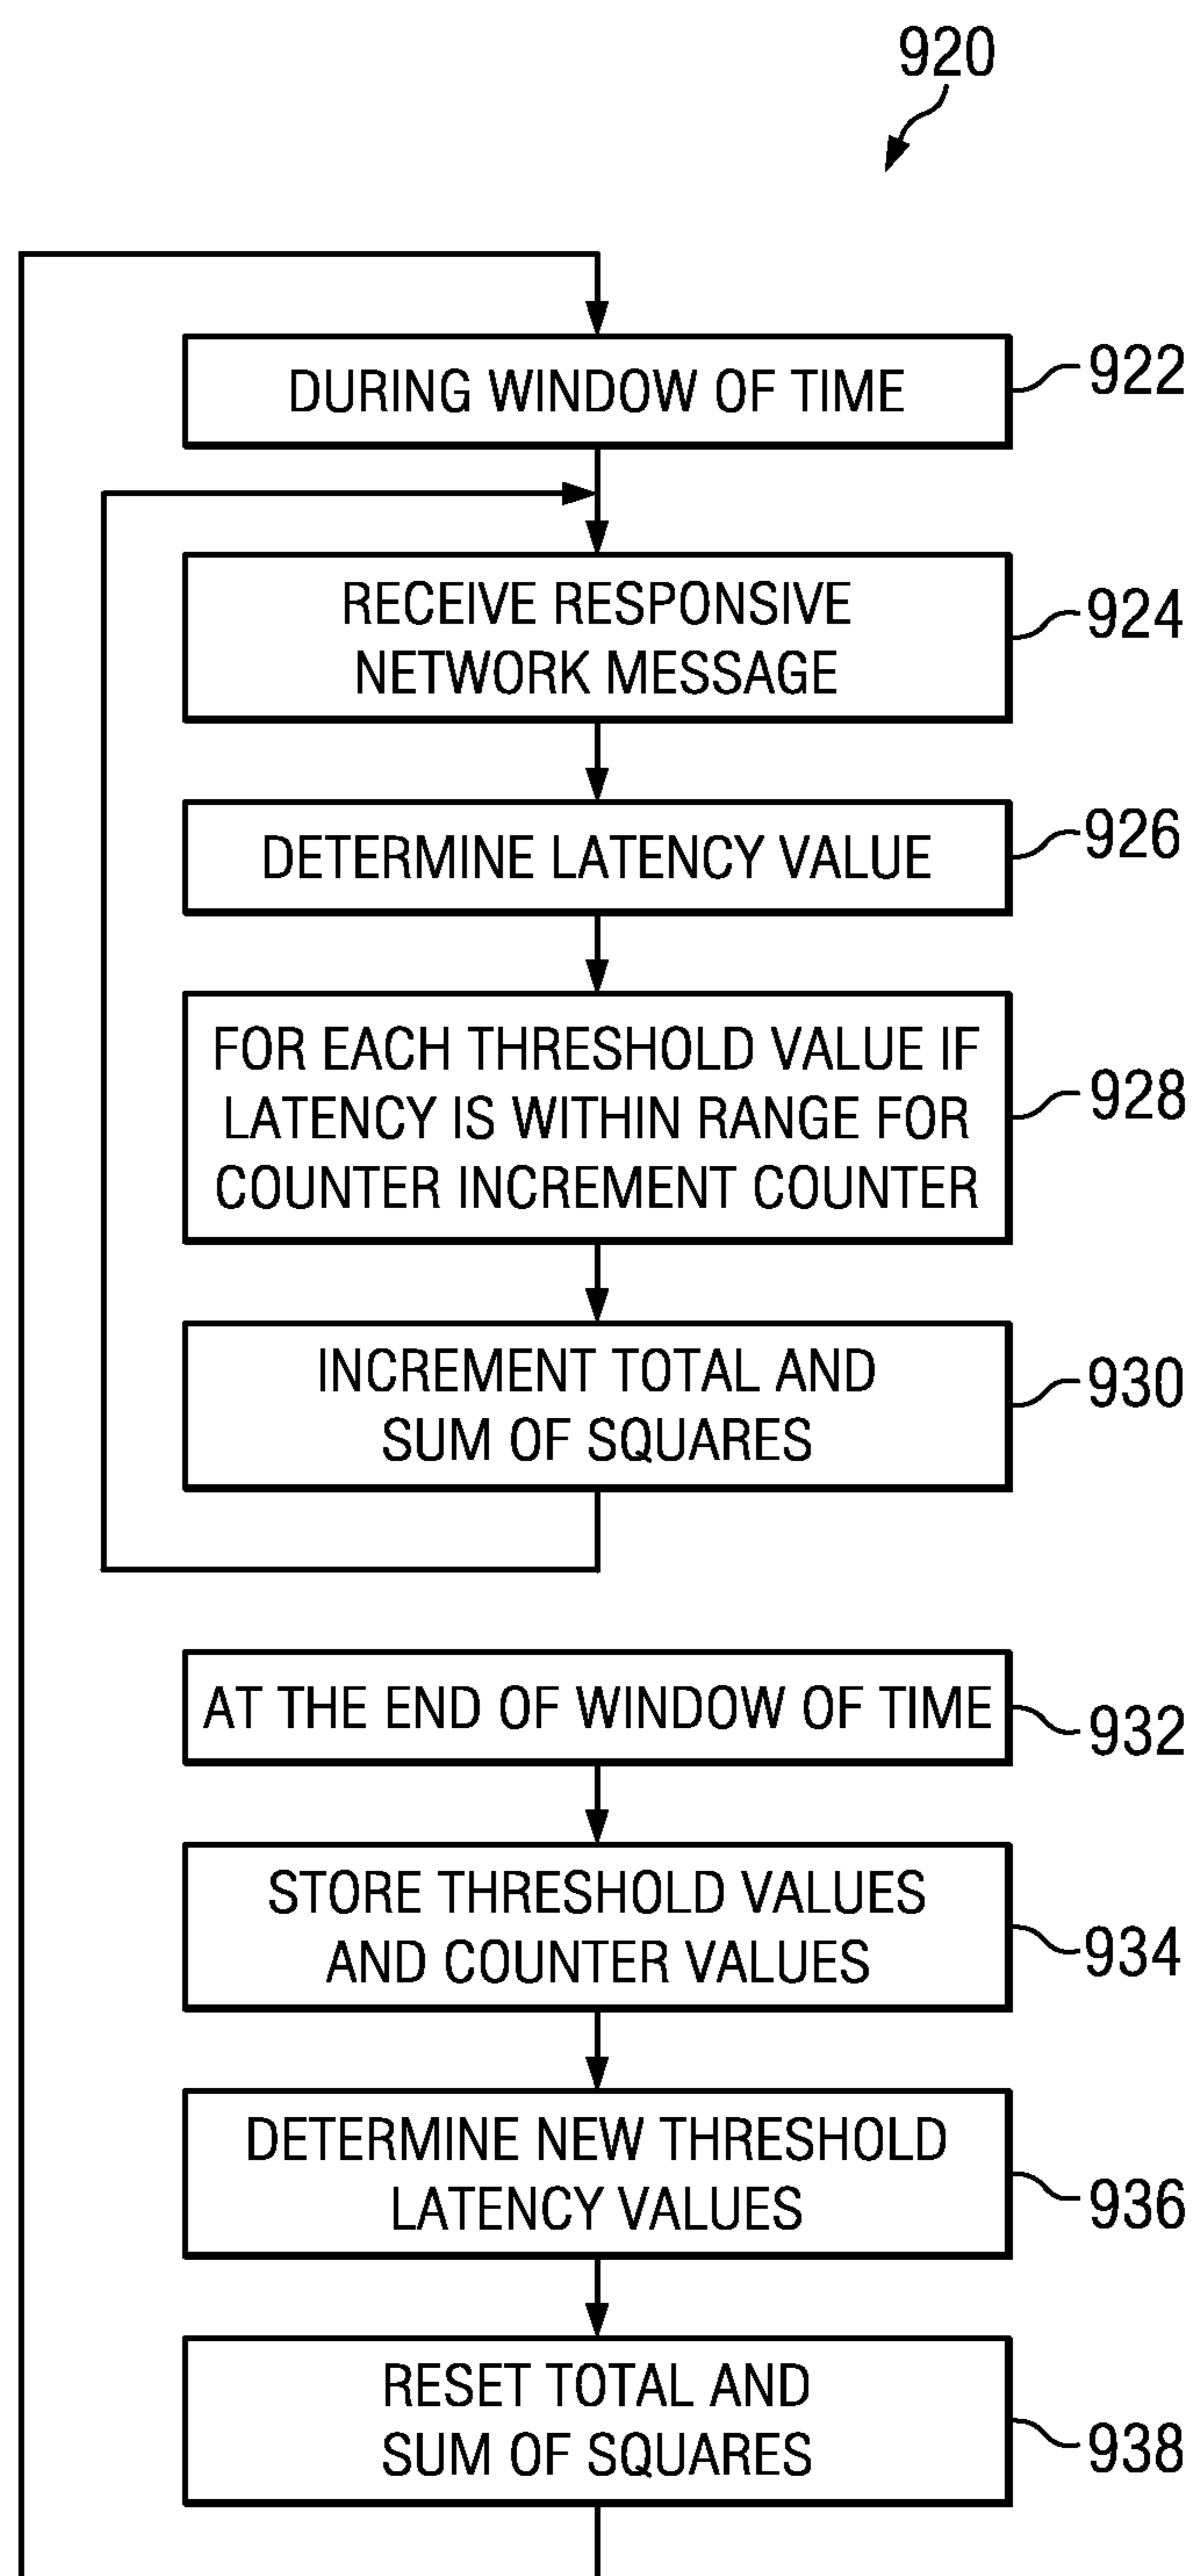 920
DURING WINDOW OF TIME
922
RECEIVE RESPONSIVE
NETWORK MESSAGE
924
DETERMINE LATENCY VALUE
926
FOR EACH THRESHOLD VALUE IF
LATENCY IS WITHIN RANGE FOR
COUNTER INCREMENT COUNTER
928
INCREMENT TOTAL AND
SUM OF SQUARES
930
AT THE END OF WINDOW OF TIME
932
STORE THRESHOLD VALUES
AND COUNTER VALUES
934
DETERMINE NEW THRESHOLD
LATENCY VALUES
936
RESET TOTAL AND
SUM OF SQUARES
938